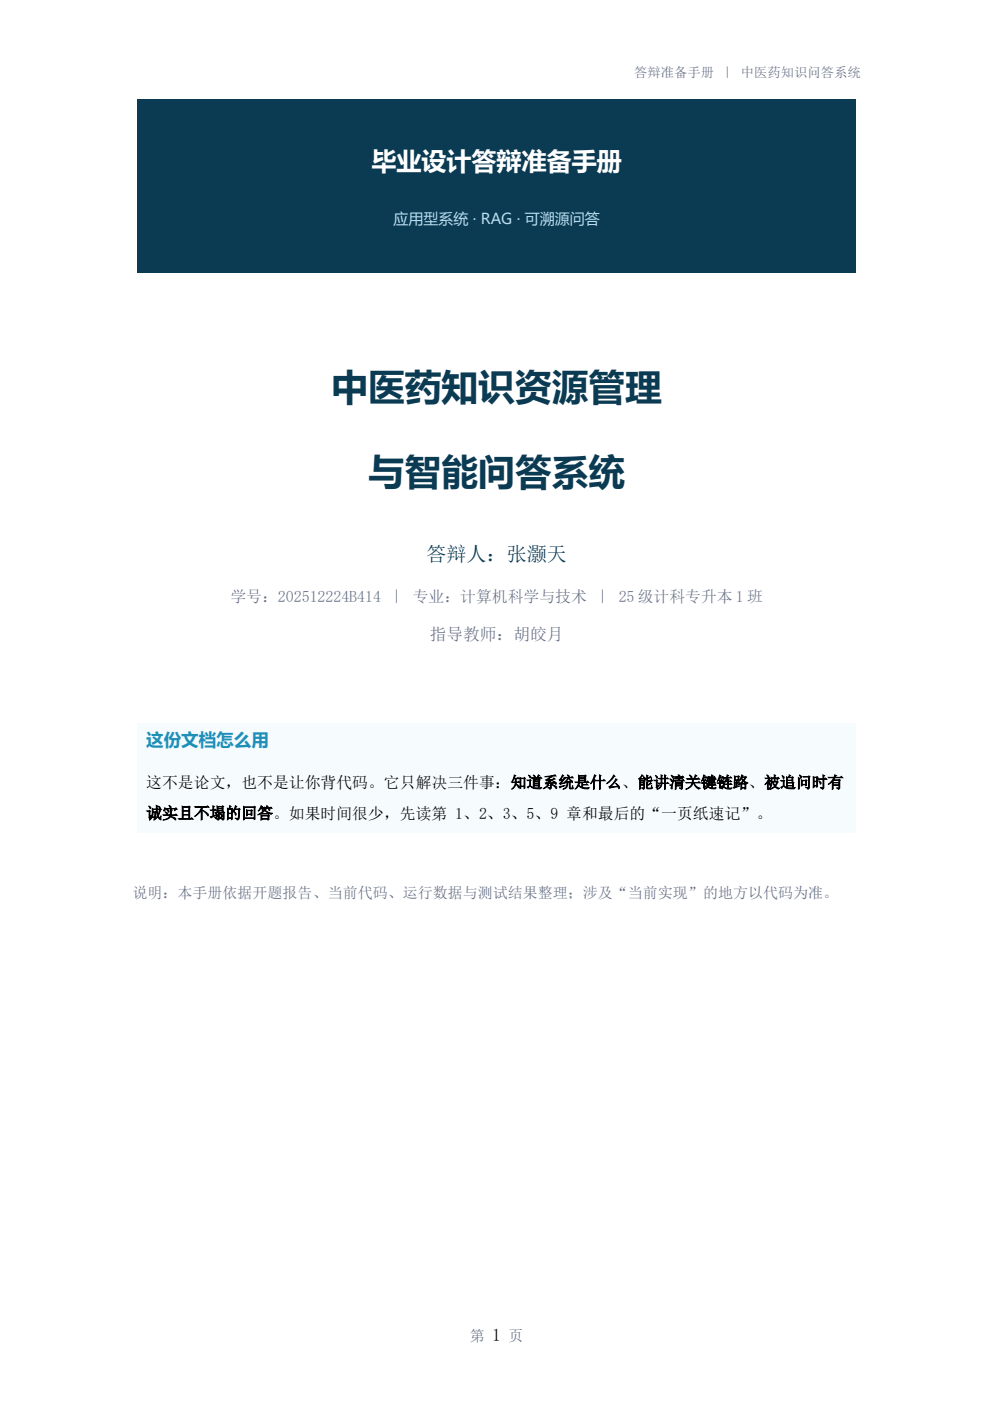 答辩准备手册 | 中医药知识问答系统
毕业设计答辩准备手册
应用型系统 · RAG · 可溯源问答
中医药知识资源管理
与智能问答系统
答辩人：张灏天
学号：202512224B414 | 专业：计算机科学与技术 | 25 级计科专升本 1 班
指导教师：胡皎月
这份文档怎么用
这不是论文，也不是让你背代码。它只解决三件事：知道系统是什么、能讲清关键链路、被追问时有
诚实且不塌的回答。如果时间很少，先读第 1、2、3、5、9 章和最后的“一页纸速记”。
说明：本手册依据开题报告、当前代码、运行数据与测试结果整理；涉及“当前实现”的地方以代码为准。
第 1 页